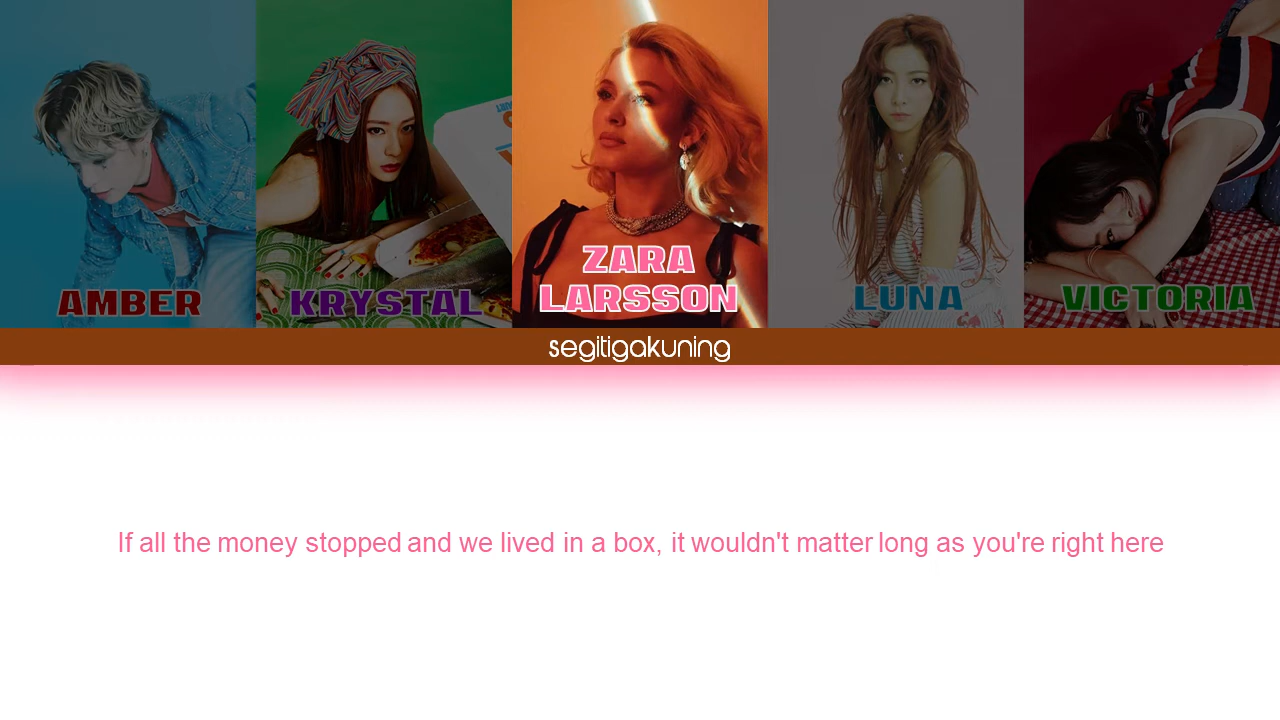 AMBER
KRYSTAL
ZARA
LARSSON
LUNA
VICTORIA
segitigakuning
If all the money stopped and we lived in a box, it wouldn't matter long as you're right here